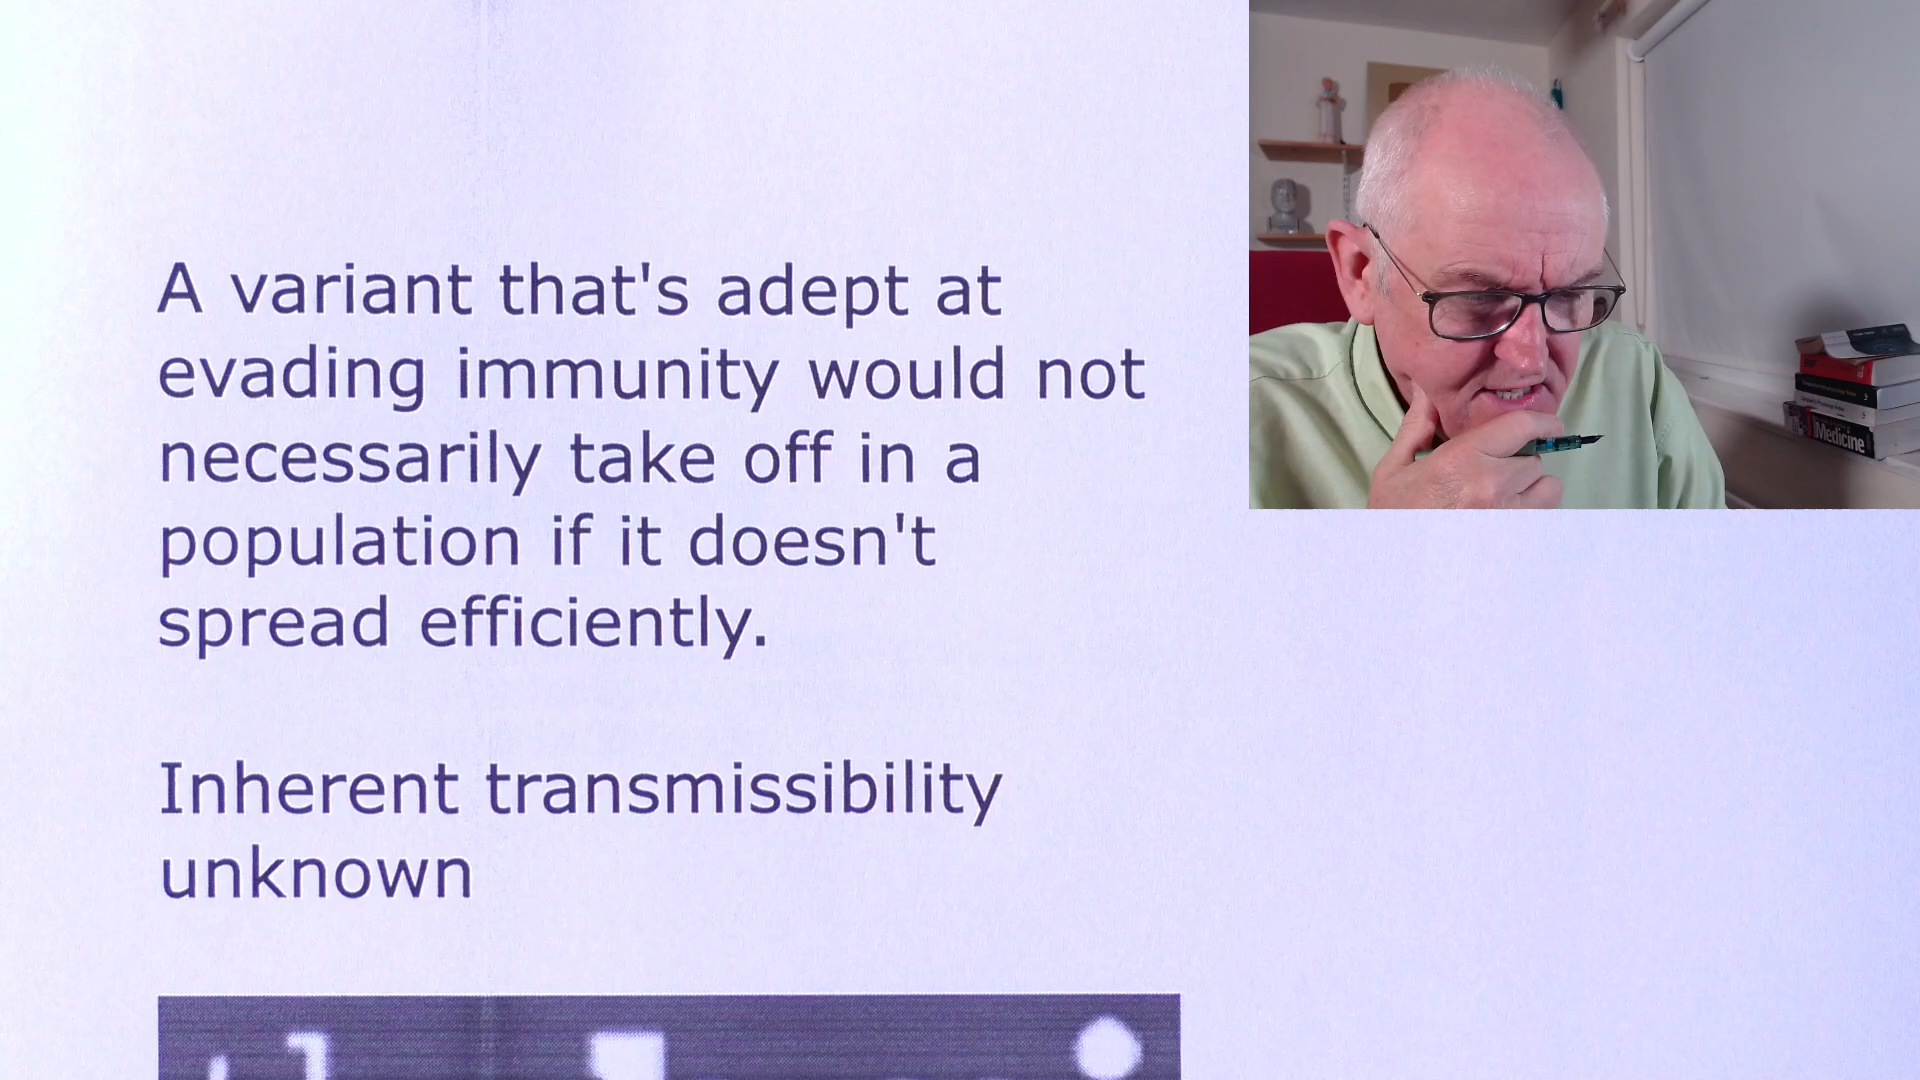 A variant that's adept at
evading immunity would not
necessarily take off in a
population if it doesn't
spread efficiently.
Inherent transmissibility
unknown
Medicine